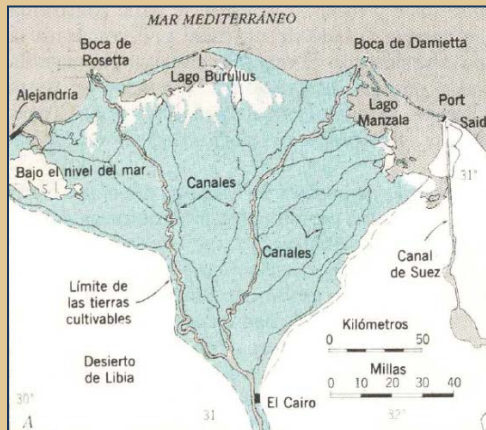 MAR MEDITERRÁNEO
Boca de
Rosetta
Lago Burullus
Boca de Damietta
Alejandría
Lago
Manzala
Port
Said
Bajo el nivel del mar
31°
Canales
Canales
Canal
de Suez
Límite de
las tierras
cultivables
Kilómetros
0 50
Desierto
de Libia
Millas
0 10 20 30 40
30°
A
31
El Cairo
32°